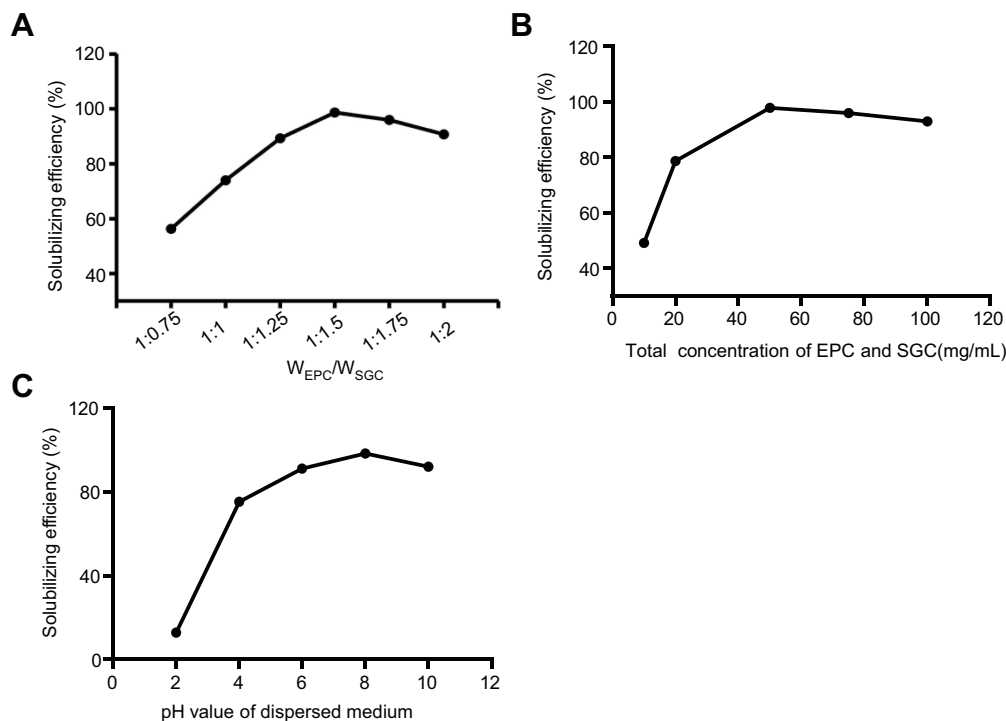 A
Solubilizing efficiency (%)
120
100
80
60
40
1:0.75
1:1
1:1.25
1:1.5
1:1.75
1:2
W_EPC/W_SGC
B
Solubilizing efficiency (%)
120
100
80
60
40
0 20 40 60 80 100 120
Total concentration of EPC and SGC(mg/mL)
C
Solubilizing efficiency (%)
120
80
40
0
0 2 4 6 8 10 12
pH value of dispersed medium